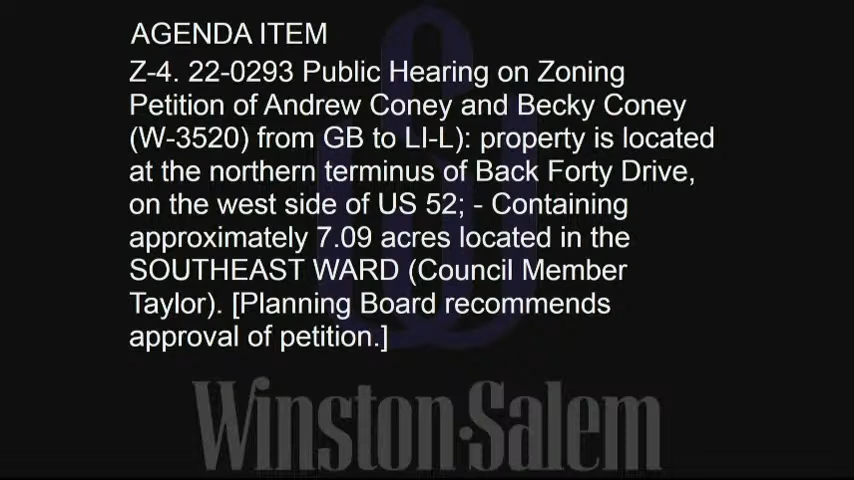 AGENDA ITEM
Z-4. 22-0293 Public Hearing on Zoning
Petition of Andrew Coney and Becky Coney
(W-3520) from GB to LI-L): property is located
at the northern terminus of Back Forty Drive,
on the west side of US 52; - Containing
approximately 7.09 acres located in the
SOUTHEAST WARD (Council Member
Taylor). [Planning Board recommends
approval of petition.]
Winston·Salem